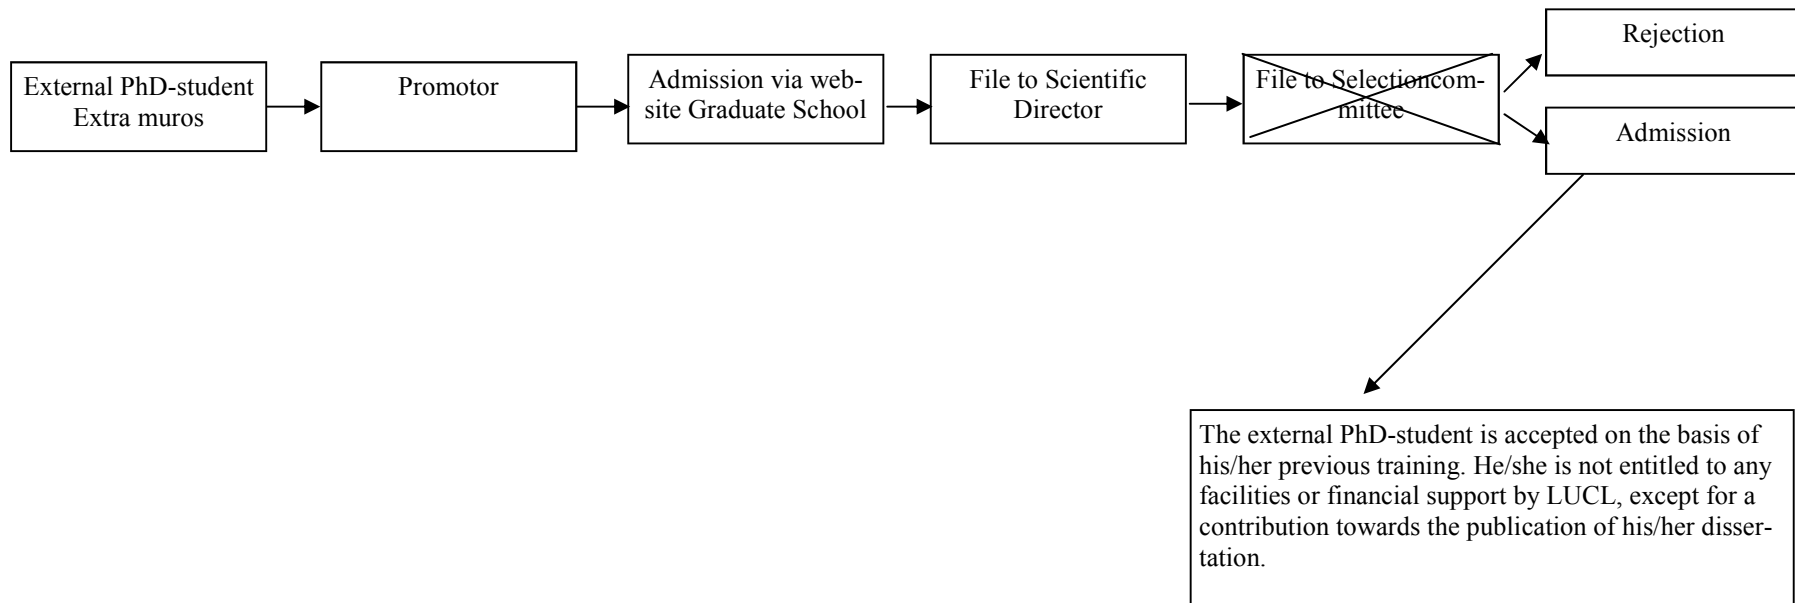 External PhD-student
Extra muros
Promotor
Admission via web-
site Graduate School
File to Scientific
Director
File to Selectioncom-
mittee
Rejection
Admission
The external PhD-student is accepted on the basis of
his/her previous training. He/she is not entitled to any
facilities or financial support by LUCL, except for a
contribution towards the publication of his/her disser-
tation.